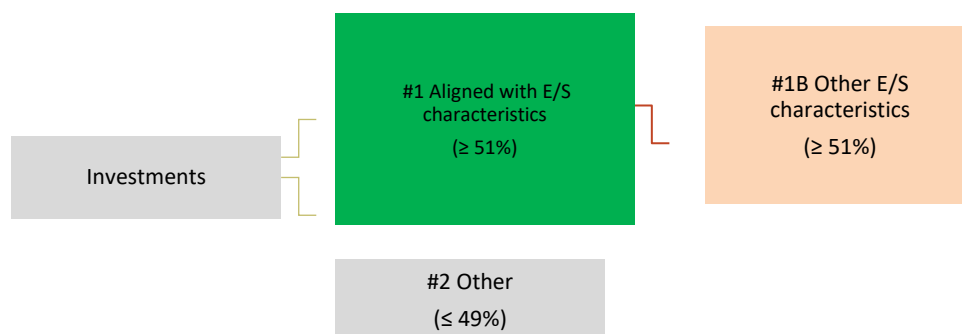 Investments
#1 Aligned with E/S
characteristics
(≥ 51%)
#1B Other E/S
characteristics
(≥ 51%)
#2 Other
(≤ 49%)